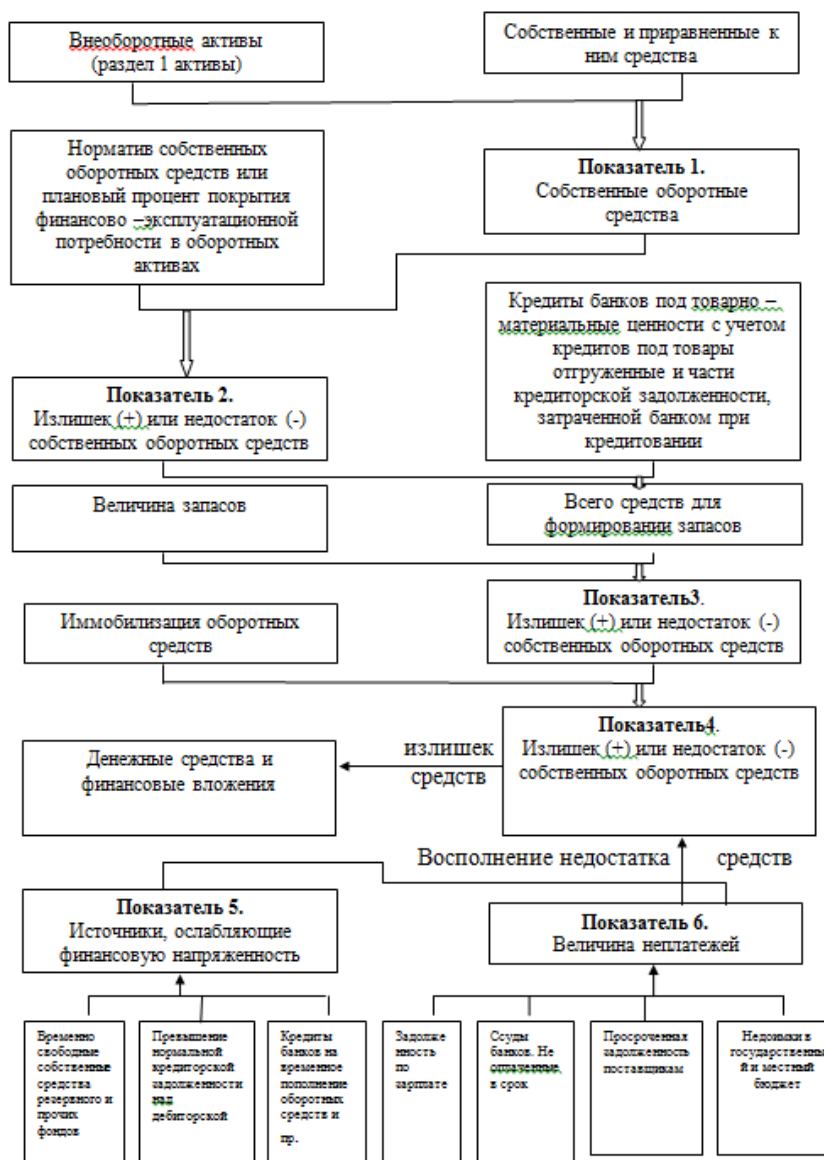 Внеоборотные активы
(раздел 1 активы)
Собственные и приравненные к
ним средства
Норматив собственных
оборотных средств или
плановый процент покрытия
финансово –эксплуатационной
потребности в оборотных
активах
Показатель 1.
Собственные оборотные
средства
Кредиты банков под товарно –
материальные ценности с учетом
кредитов под товары
отгруженные и части
кредиторской задолженности,
затраченной банком при
кредитовании
Показатель 2.
Излишек (+) или недостаток (-)
собственных оборотных средств
Величина запасов
Всего средств для
формировании запасов
Показатель3.
Излишек (+) или недостаток (-)
собственных оборотных средств
Иммобилизация оборотных
средств
Показатель4.
Излишек (+) или недостаток (-)
собственных оборотных средств
излишек
средств
Денежные средства и
финансовые вложения
Восполнение недостатка средств
Показатель 5.
Источники, ослабляющие
финансовую напряженность
Показатель 6.
Величина неплатежей
Временно
свободные
собственные
средства
резервного и
прочих
фондов
Превышение
нормальной
кредиторской
задолженности
над
дебиторской
Кредиты
банков на
временное
пополнение
оборотных
средств и
пр.
Задолже
нность
по
зарплате
Ссуды
банков. Не
оплаченные
в срок
Просроченная
задолженность
поставщикам
Недоимки в
государственны
й и местный
бюджет